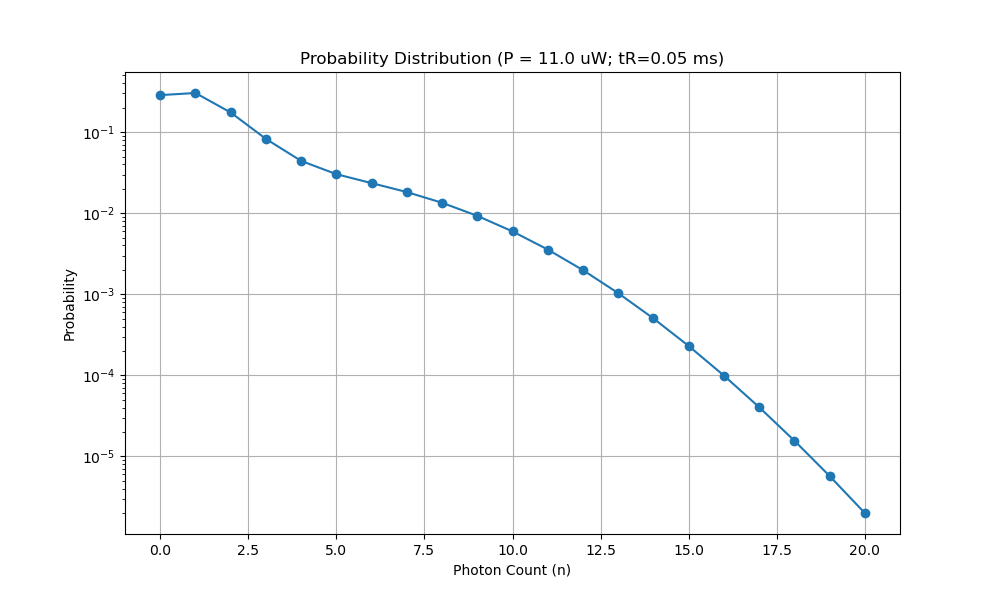 Probability Distribution (P = 11.0 uW; tR=0.05 ms)
Probability
10⁻¹
10⁻²
10⁻³
10⁻⁴
10⁻⁵
0.0 2.5 5.0 7.5 10.0 12.5 15.0 17.5 20.0
Photon Count (n)